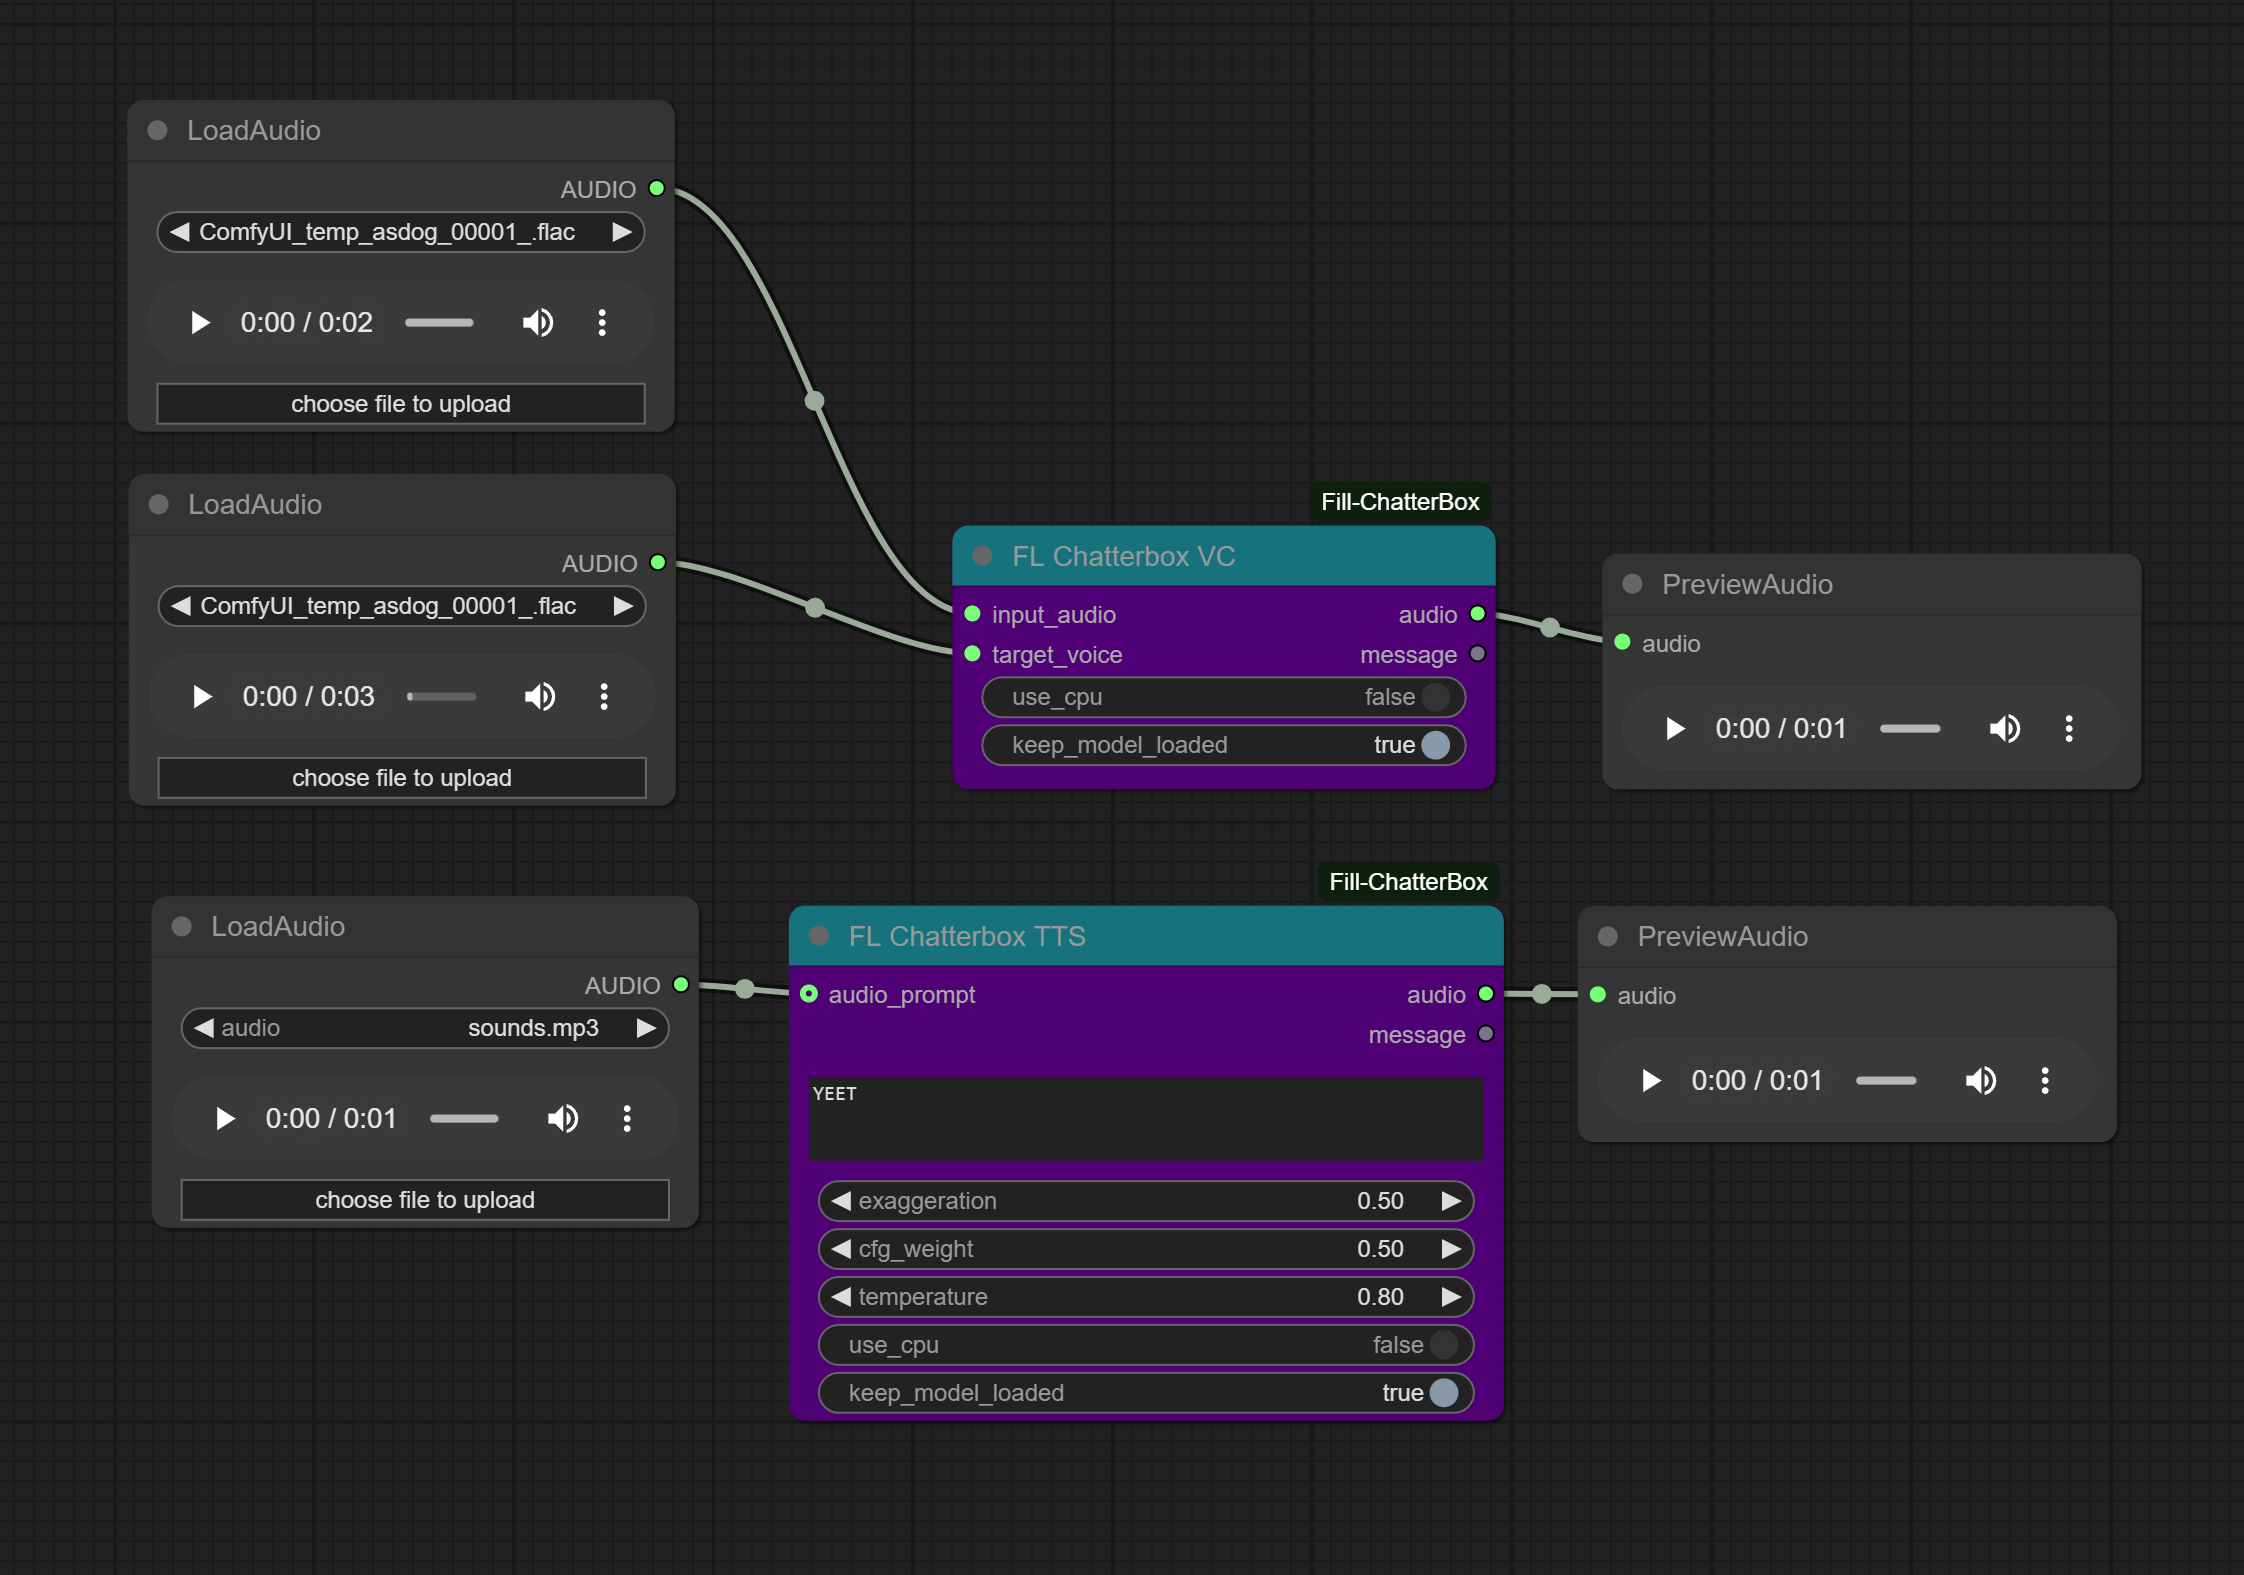 LoadAudio
AUDIO
ComfyUI_temp_asdog_00001_.flac
0:00 / 0:02
choose file to upload
LoadAudio
AUDIO
ComfyUI_temp_asdog_00001_.flac
0:00 / 0:03
choose file to upload
Fill-ChatterBox
FL Chatterbox VC
input_audio audio
target_voice message
use_cpu false
keep_model_loaded true
PreviewAudio
audio
0:00 / 0:01
LoadAudio
AUDIO
audio sounds.mp3
0:00 / 0:01
choose file to upload
Fill-ChatterBox
FL Chatterbox TTS
audio_prompt audio
message
YEET
exaggeration 0.50
cfg_weight 0.50
temperature 0.80
use_cpu false
keep_model_loaded true
PreviewAudio
audio
0:00 / 0:01